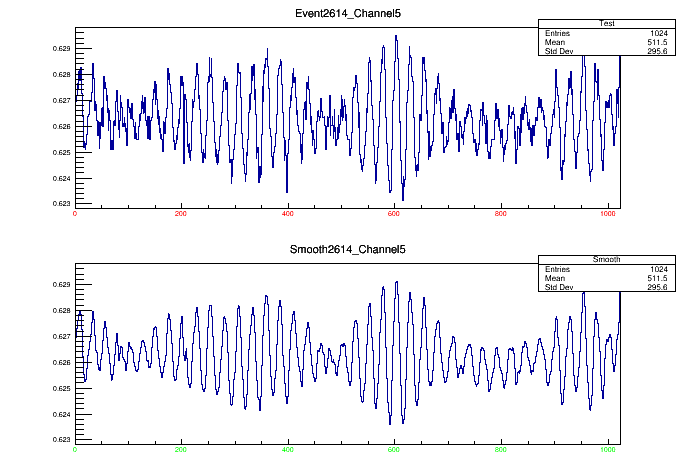 Event2614_Channel5
Test
Entries 1024
Mean 511.5
Std Dev 295.6
0.629
0.628
0.627
0.626
0.625
0.624
0.623
0 200 400 600 800 1000
Smooth2614_Channel5
Smooth
Entries 1024
Mean 511.5
Std Dev 295.6
0.629
0.628
0.627
0.626
0.625
0.624
0.623
0 200 400 600 800 1000